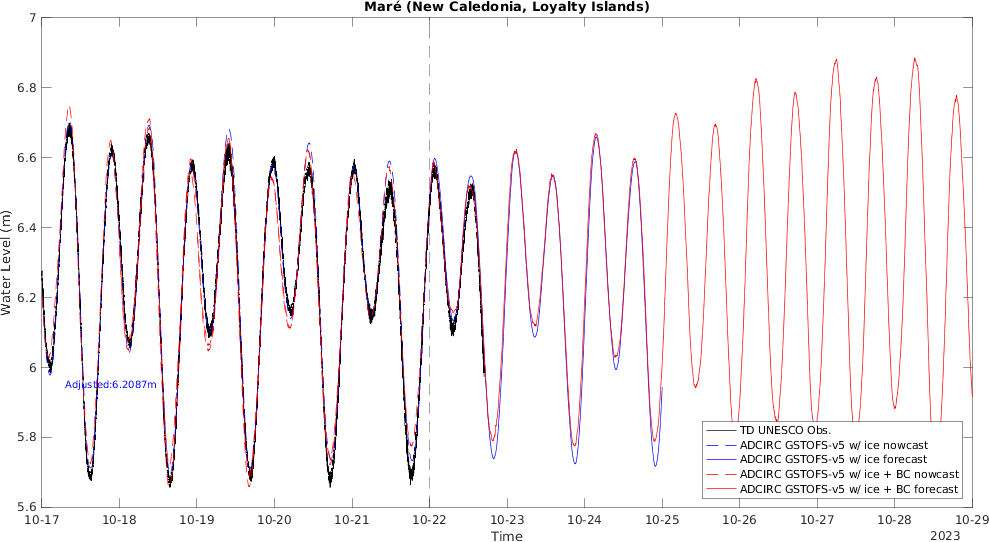 Maré (New Caledonia, Loyalty Islands)
7
6.8
6.6
6.4
6.2
6
5.8
5.6
Water Level (m)
Adjusted:6.2087m
TD UNESCO Obs.
ADCIRC GSTOFS-v5 w/ ice nowcast
ADCIRC GSTOFS-v5 w/ ice forecast
ADCIRC GSTOFS-v5 w/ ice + BC nowcast
ADCIRC GSTOFS-v5 w/ ice + BC forecast
10-17 10-18 10-19 10-20 10-21 10-22 10-23 10-24 10-25 10-26 10-27 10-28 10-29
Time
2023